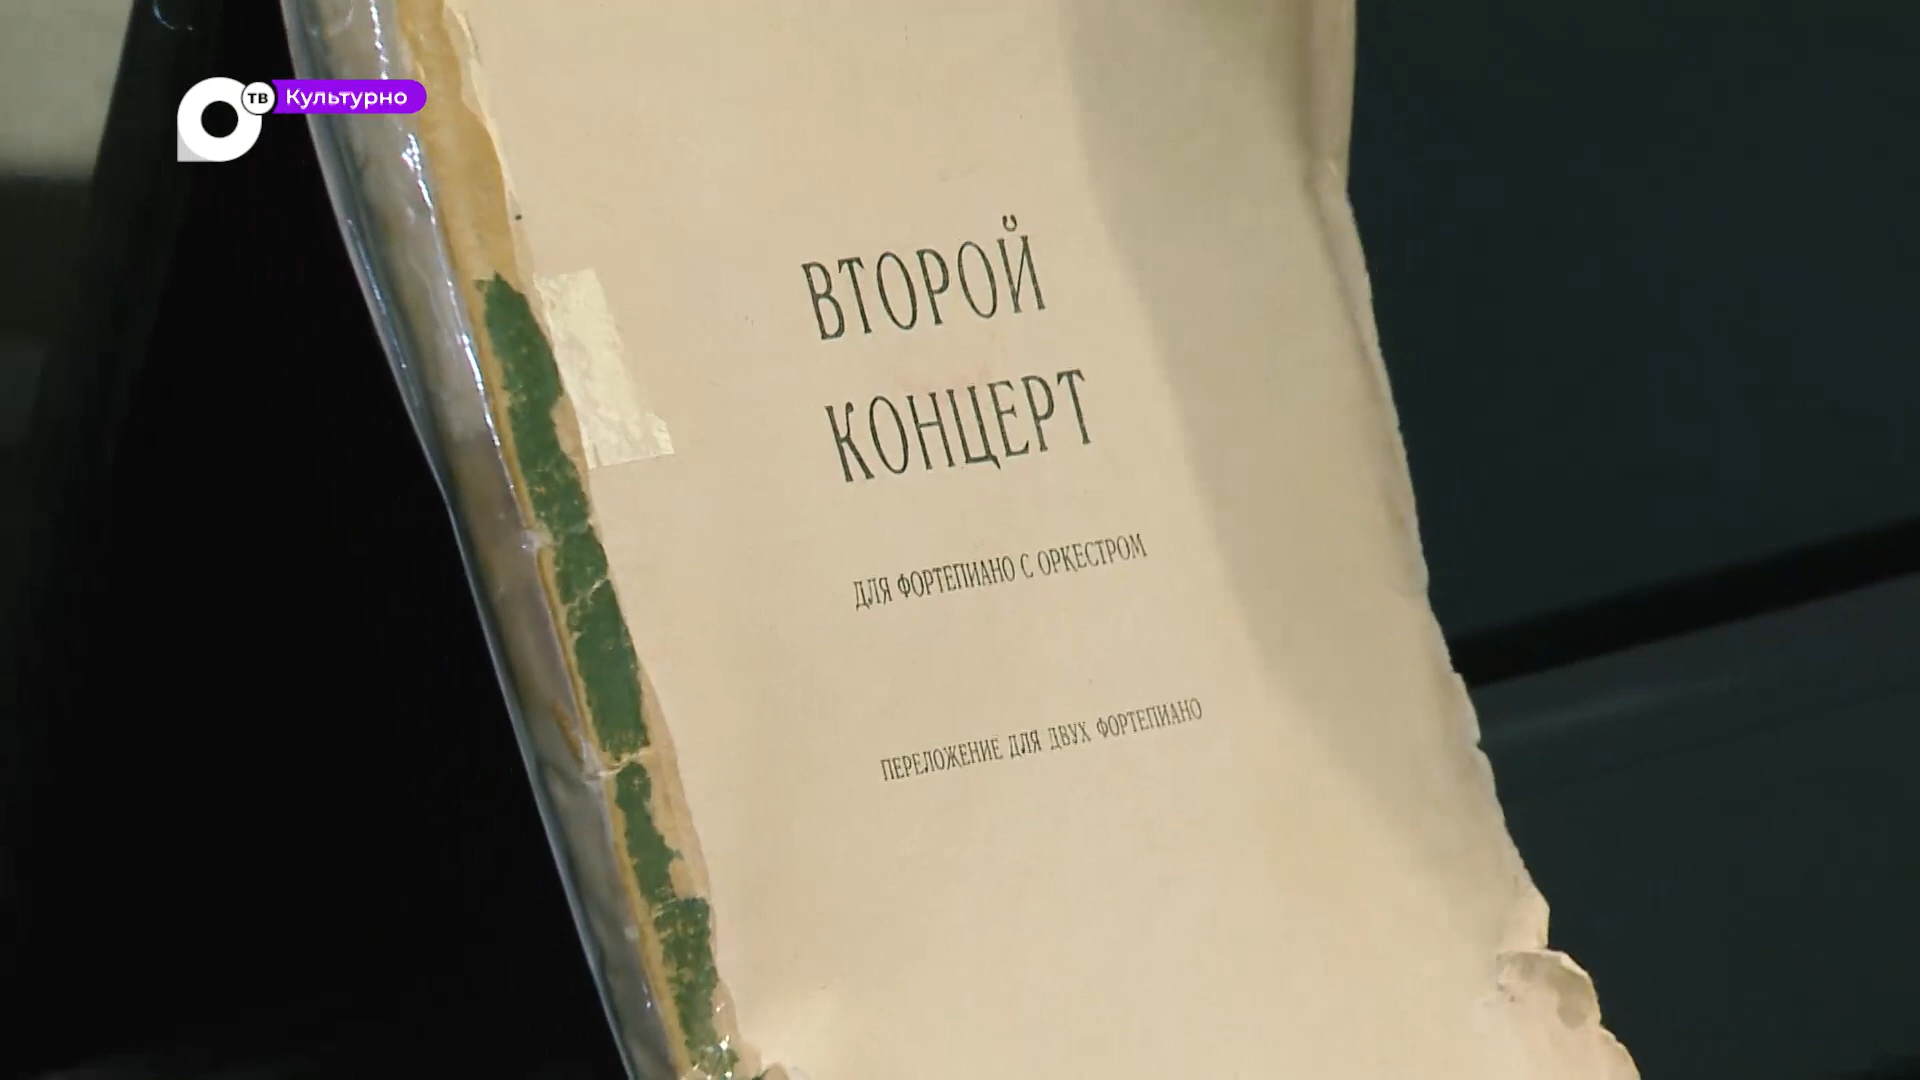 ТВ Культурно
ВТОРОЙ
КОНЦЕРТ
ДЛЯ ФОРТЕПИАНО С ОРКЕСТРОМ
ПЕРЕЛОЖЕНИЕ ДЛЯ ДВУХ ФОРТЕПИАНО